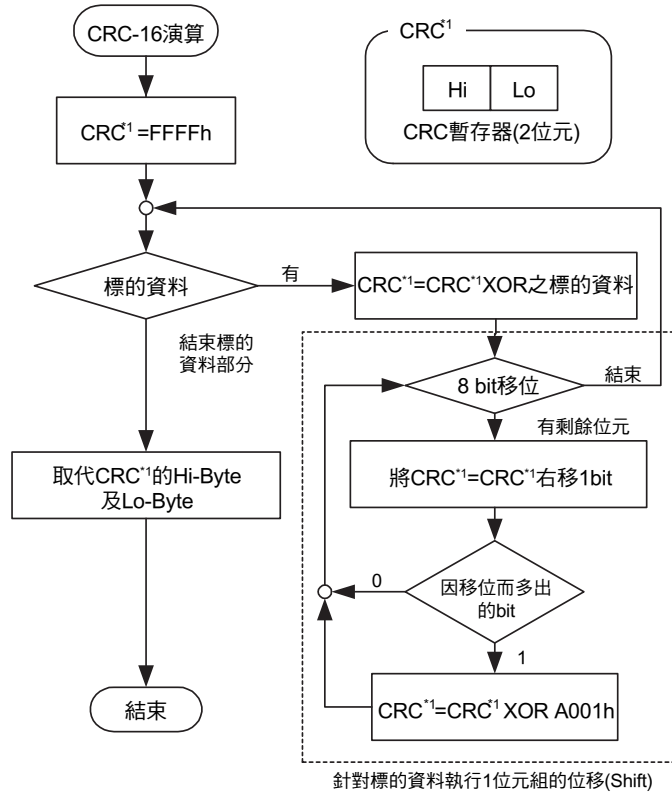 CRC-16演算
CRC*1
Hi
Lo
CRC暫存器(2位元)
CRC*1 =FFFFh
標的資料
有
CRC*1=CRC*1XOR之標的資料
結束標的
資料部分
8 bit移位
結束
有剩餘位元
取代CRC*1的Hi-Byte
及Lo-Byte
將CRC*1=CRC*1右移1bit
因移位而多出
的bit
0
1
CRC*1=CRC*1 XOR A001h
結束
針對標的資料執行1位元組的位移(Shift)